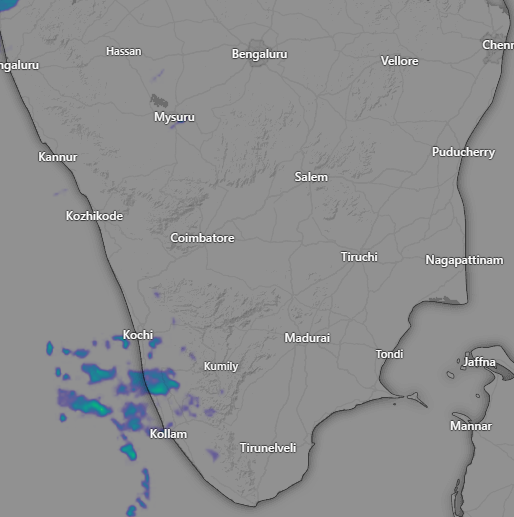 Hassan
Bengaluru
Chenn
Vellore
ngaluru
Mysuru
Kannur
Puducherry
Salem
Kozhikode
Coimbatore
Tiruchi
Nagapattinam
Kochi
Madurai
Tondi
Kumily
Jaffna
Mannar
Kollam
Tirunelveli